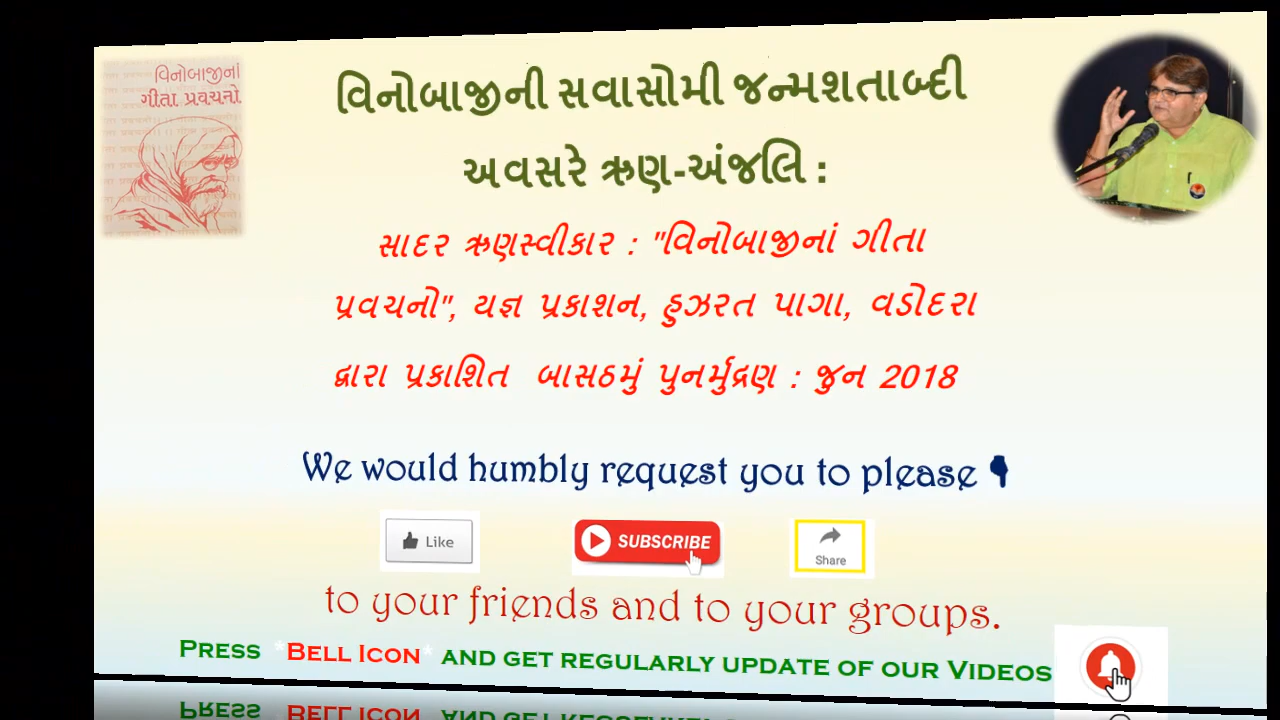 વિનોબાજીનાં
ગીતા પ્રવચનો
વિનોબાજીની સવાસોમી જન્મશતાબ્દી
અવસરે ઋણ-અંજલિ :
સાદર ઋણસ્વીકાર : "વિનોબાજીનાં ગીતા
પ્રવચનો", યજ્ઞ પ્રકાશન, હુઝરત પાગા, વડોદરા
દ્વારા પ્રકાશિત બાસઠમું પુનર્મુદ્રણ : જુન 2018
We would humbly request you to please
Like
SUBSCRIBE
Share
to your friends and to your groups.
Press *Bell Icon* and get regularly update of our Videos